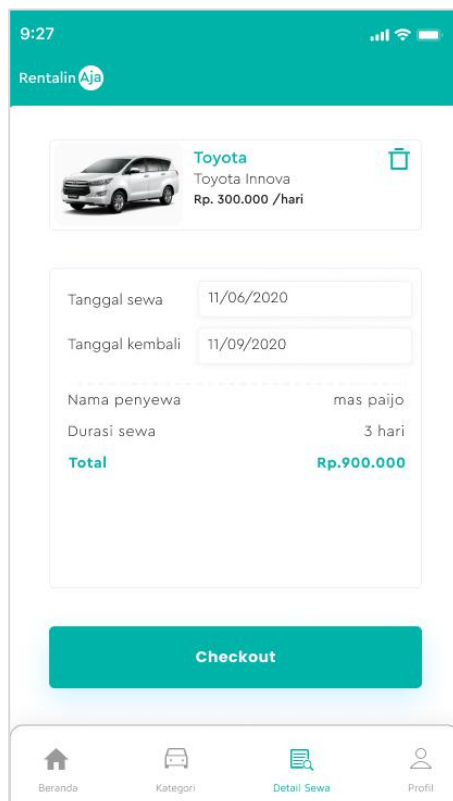 9:27
Rentalin Aja
Toyota
Toyota Innova
Rp. 300.000 /hari
Tanggal sewa 11/06/2020
Tanggal kembali 11/09/2020
Nama penyewa mas paijo
Durasi sewa 3 hari
Total Rp.900.000
Checkout
Beranda Kategori Detail Sewa Profil